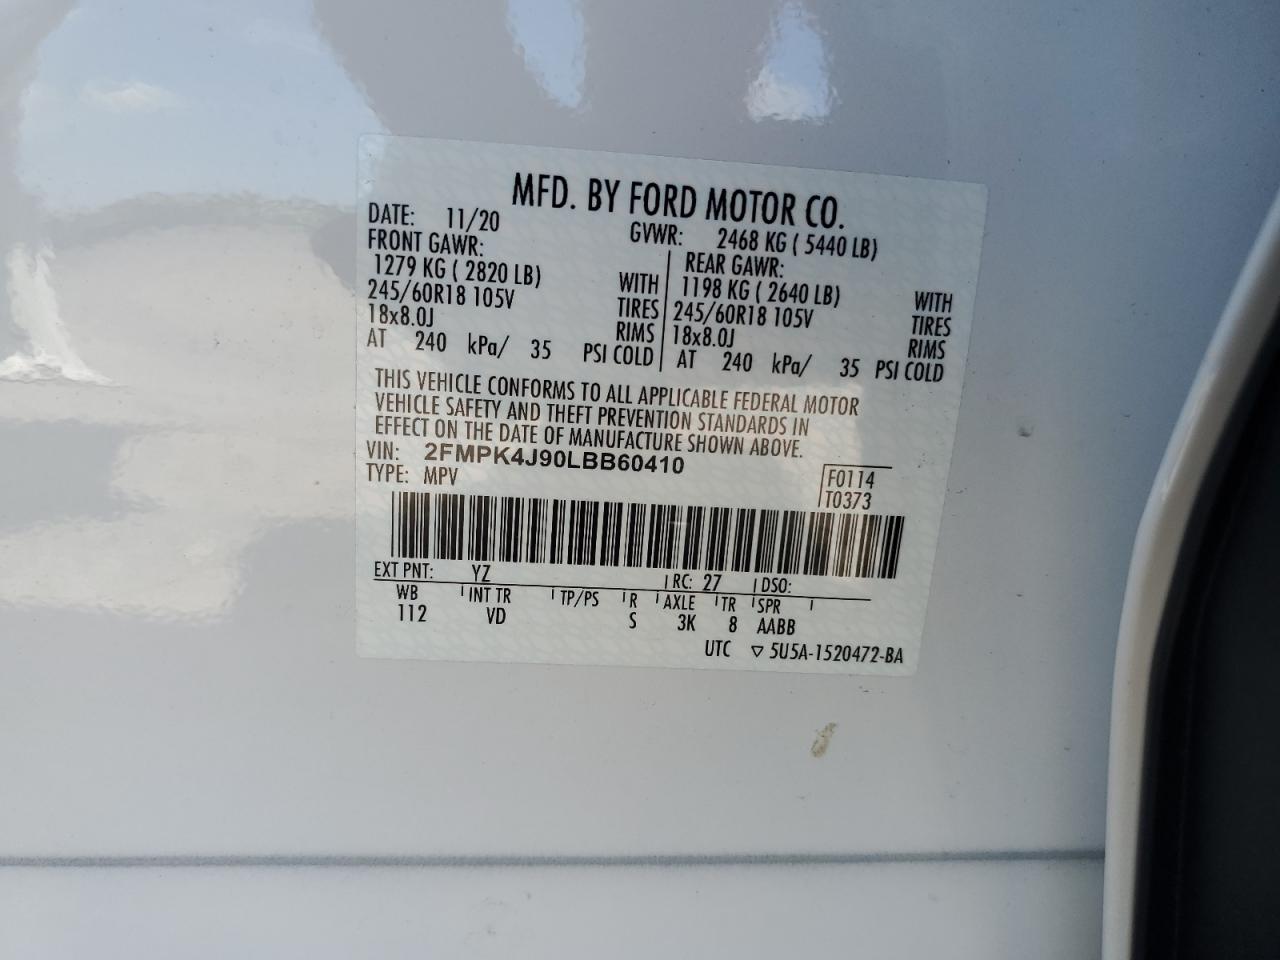 MFD. BY FORD MOTOR CO.
DATE: 11/20 GVWR: 2468 KG ( 5440 LB)
FRONT GAWR: REAR GAWR:
1279 KG ( 2820 LB) WITH 1198 KG ( 2640 LB) WITH
245/60R18 105V TIRES 245/60R18 105V TIRES
18x8.0J RIMS 18x8.0J RIMS
AT 240 kPa/ 35 PSI COLD AT 240 kPa/ 35 PSI COLD
THIS VEHICLE CONFORMS TO ALL APPLICABLE FEDERAL MOTOR
VEHICLE SAFETY AND THEFT PREVENTION STANDARDS IN
EFFECT ON THE DATE OF MANUFACTURE SHOWN ABOVE.
VIN: 2FMPK4J90LBB60410
TYPE: MPV
F0114
T0373
EXT PNT: YZ RC: 27 DSO:
WB INT TR TP/PS R AXLE TR SPR
112 VD S 3K 8 AABB
UTC ▽ 5U5A-1520472-BA